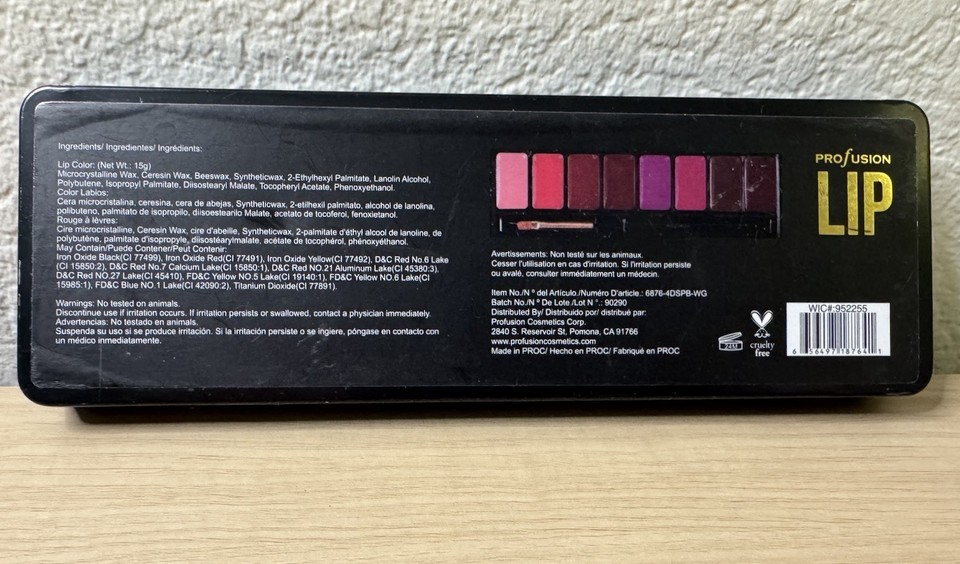 Ingredients/ Ingredientes/ Ingrédients:
Lip Color: (Net Wt.: 15g)
Microcrystalline Wax, Ceresin Wax, Beeswax, Syntheticwax, 2-Ethylhexyl Palmitate, Lanolin Alcohol,
Polybutene, Isopropyl Palmitate, Diisostearyl Malate, Tocopheryl Acetate, Phenoxyethanol.
Color Labios:
Cera microcristalina, ceresina, cera de abejas, Syntheticwax, 2-etilhexil palmitato, alcohol de lanolina,
polibuteno, palmitato de isopropilo, diisoestearilo Malate, acetato de tocoferol, fenoxietanol.
Rouge à lèvres:
Cire microcristalline, Ceresin Wax, cire d'abeille, Syntheticwax, 2-palmitate d'éthyl alcool de lanoline, de
polybutène, palmitate d'isopropyle, diisostéarylmalate, acétate de tocophérol, phénoxyéthanol.
May Contain/Puede Contener/Peut Contenir:
Iron Oxide Black(CI 77499), Iron Oxide Red(CI 77491), Iron Oxide Yellow(CI 77492), D&C Red No.6 Lake
(CI 15850:2), D&C Red No.7 Calcium Lake(CI 15850:1), D&C Red NO.21 Aluminum Lake(CI 45380:3),
D&C Red NO.27 Lake(CI 45410), FD&C Yellow NO.5 Lake(CI 19140:1), FD&C Yellow NO.6 Lake(CI
15985:1), FD&C Blue NO.1 Lake(CI 42090:2), Titanium Dioxide(CI 77891).
Warnings: No tested on animals.
Discontinue use if irritation occurs. If irritation persists or swallowed, contact a physician immediately.
Advertencias: No testado en animales.
Suspenda su uso si se produce irritación. Si la irritación persiste o se ingiere, póngase en contacto con
un médico inmediatamente.
Avertissements: Non testé sur les animaux.
Cesser l'utilisation en cas d'irritation. Si l'irritation persiste
ou avalé, consulter immédiatement un médecin.
Item No./N º del Artículo /Numéro D'article.: 6876-4DSPB-WG
Batch No./N º De Lote /Lot N °.: 90290
Distributed By/ Distribuido por/ distribué par:
Profusion Cosmetics Corp.
2840 S. Reservoir St, Pomona, CA 91766
www.profusioncosmetics.com
Made in PROC/ Hecho en PROC/ Fabriqué en PROC
24M
cruelty
free
PROfUSION
LIP
WIC#:952255
6 56497 18764 1